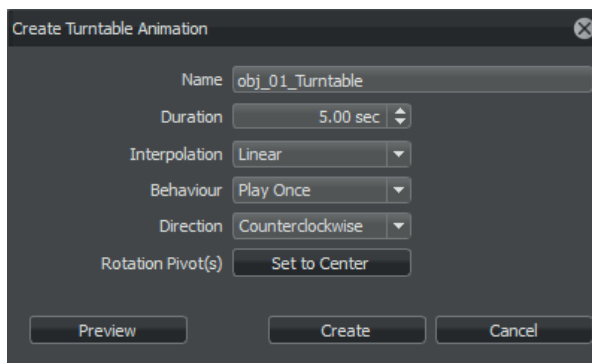 Create Turntable Animation
Name obj_01_Turntable
Duration 5.00 sec
Interpolation Linear
Behaviour Play Once
Direction Counterclockwise
Rotation Pivot(s) Set to Center
Preview Create Cancel